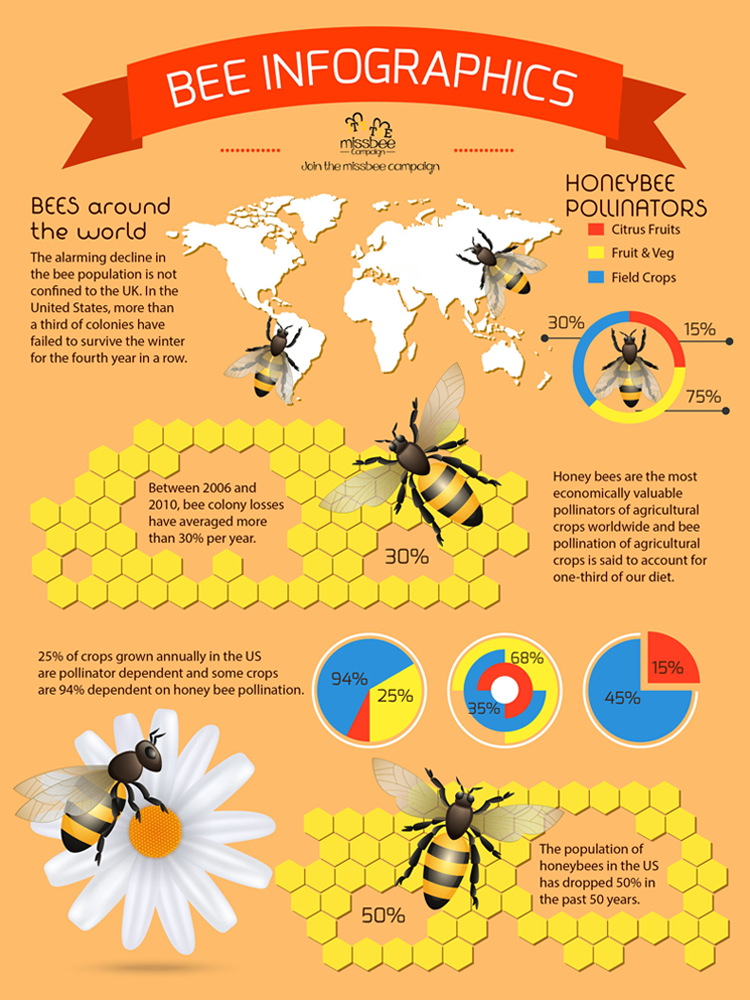 BEE INFOGRAPHICS
TTE
missbee
Campaign
Join the missbee campaign
BEES around
the world
The alarming decline in
the bee population is not
confined to the UK. In the
United States, more than
a third of colonies have
failed to survive the winter
for the fourth year in a row.
HONEYBEE
POLLINATORS
Citrus Fruits
Fruit & Veg
Field Crops
30%
15%
75%
Between 2006 and
2010, bee colony losses
have averaged more
than 30% per year.
30%
Honey bees are the most
economically valuable
pollinators of agricultural
crops worldwide and bee
pollination of agricultural
crops is said to account for
one-third of our diet.
25% of crops grown annually in the US
are pollinator dependent and some crops
are 94% dependent on honey bee pollination.
94%
25%
68%
35%
15%
45%
The population of
honeybees in the US
has dropped 50% in
the past 50 years.
50%